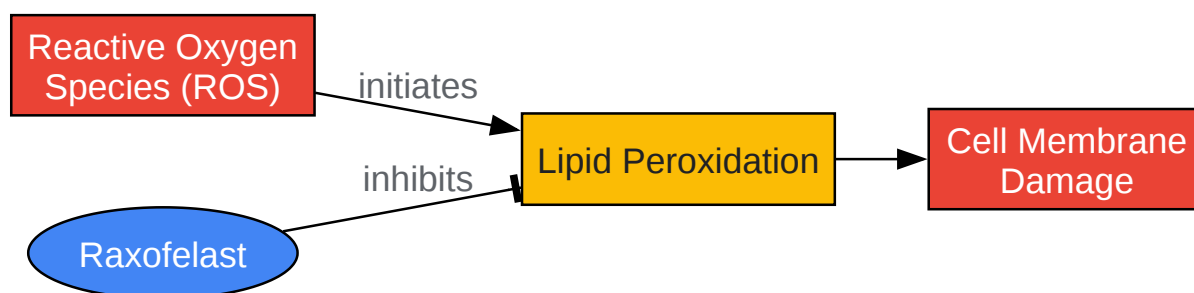 Reactive Oxygen
Species (ROS)
initiates
Lipid Peroxidation
Cell Membrane
Damage
inhibits
Raxofelast